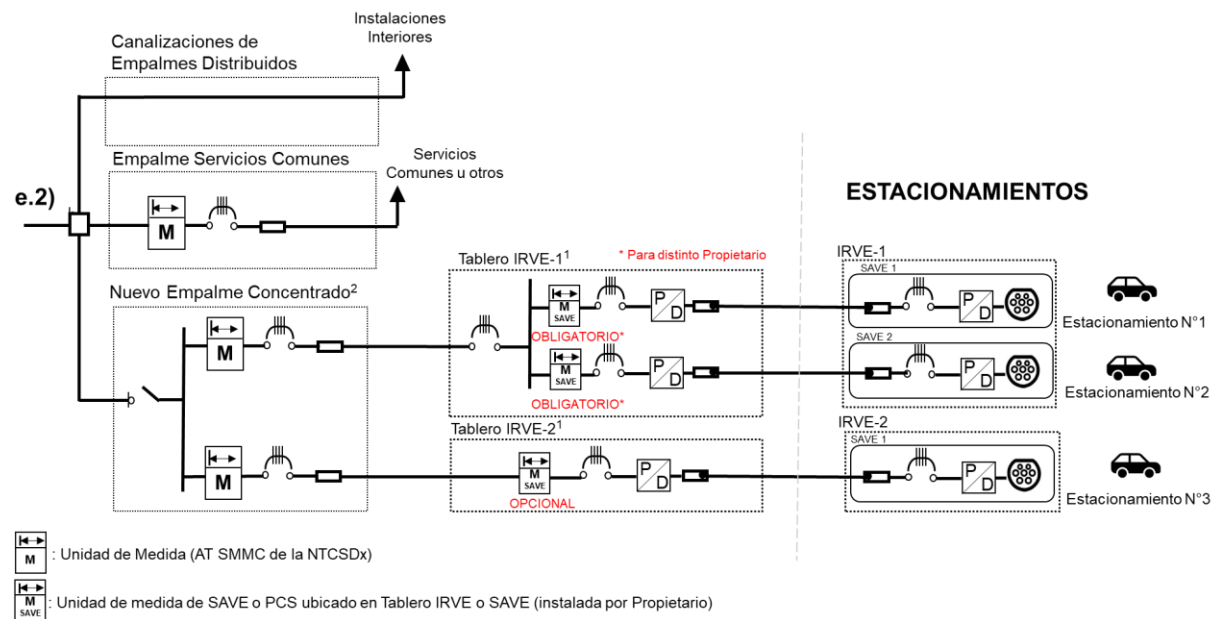 Instalaciones
Interiores
Canalizaciones de
Empalmes Distribuidos
Empalme Servicios Comunes
Servicios
Comunes u otros
e.2)
M
ESTACIONAMIENTOS
Nuevo Empalme Concentrado²
M
M
Tablero IRVE-1¹
* Para distinto Propietario
M
SAVE
P
D
OBLIGATORIO*
M
SAVE
P
D
OBLIGATORIO*
Tablero IRVE-2¹
M
SAVE
P
D
OPCIONAL
IRVE-1
SAVE 1
P
D
Estacionamiento N°1
SAVE 2
P
D
Estacionamiento N°2
IRVE-2
SAVE 1
P
D
Estacionamiento N°3
M
: Unidad de Medida (AT SMMC de la NTCSDx)
M
SAVE
: Unidad de medida de SAVE o PCS ubicado en Tablero IRVE o SAVE (instalada por Propietario)